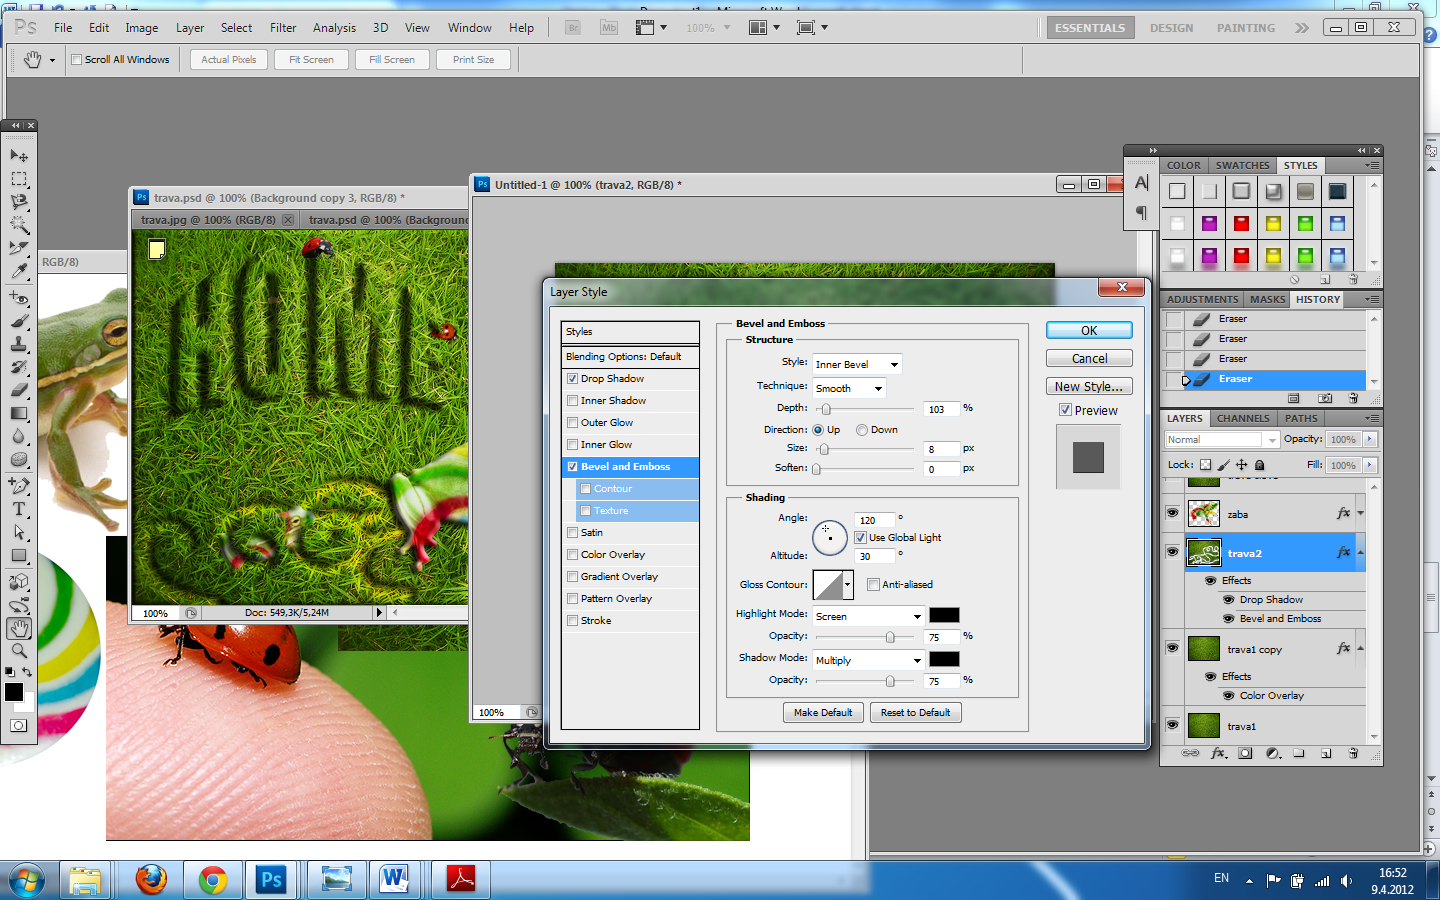 Ps File Edit Image Layer Select Filter Analysis 3D View Window Help Br Mb 100% ESSENTIALS DESIGN PAINTING
Scroll All Windows Actual Pixels Fit Screen Fill Screen Print Size
trava.psd @ 100% (Background copy 3, RGB/8) *
trava.jpg @ 100% (RGB/8) trava.psd @ 100% (Background
RGB/8)
100% Doc: 549,3K/5,24M
Untitled-1 @ 100% (trava2, RGB/8) *
100%
Layer Style
Styles
Blending Options: Default
Drop Shadow
Inner Shadow
Outer Glow
Inner Glow
Bevel and Emboss
Contour
Texture
Satin
Color Overlay
Gradient Overlay
Pattern Overlay
Stroke
Bevel and Emboss
Structure
Style: Inner Bevel
Technique: Smooth
Depth: 103 %
Direction: Up Down
Size: 8 px
Soften: 0 px
Shading
Angle: 120 °
Use Global Light
Altitude: 30 °
Gloss Contour: Anti-aliased
Highlight Mode: Screen
Opacity: 75 %
Shadow Mode: Multiply
Opacity: 75 %
Make Default Reset to Default
OK
Cancel
New Style...
Preview
COLOR SWATCHES STYLES
ADJUSTMENTS MASKS HISTORY
Eraser
Eraser
Eraser
Eraser
LAYERS CHANNELS PATHS
Normal Opacity: 100%
Lock: Fill: 100%
zaba fx
trava2 fx
Effects
Drop Shadow
Bevel and Emboss
trava1 copy fx
Effects
Color Overlay
trava1
EN 16:52
9.4.2012